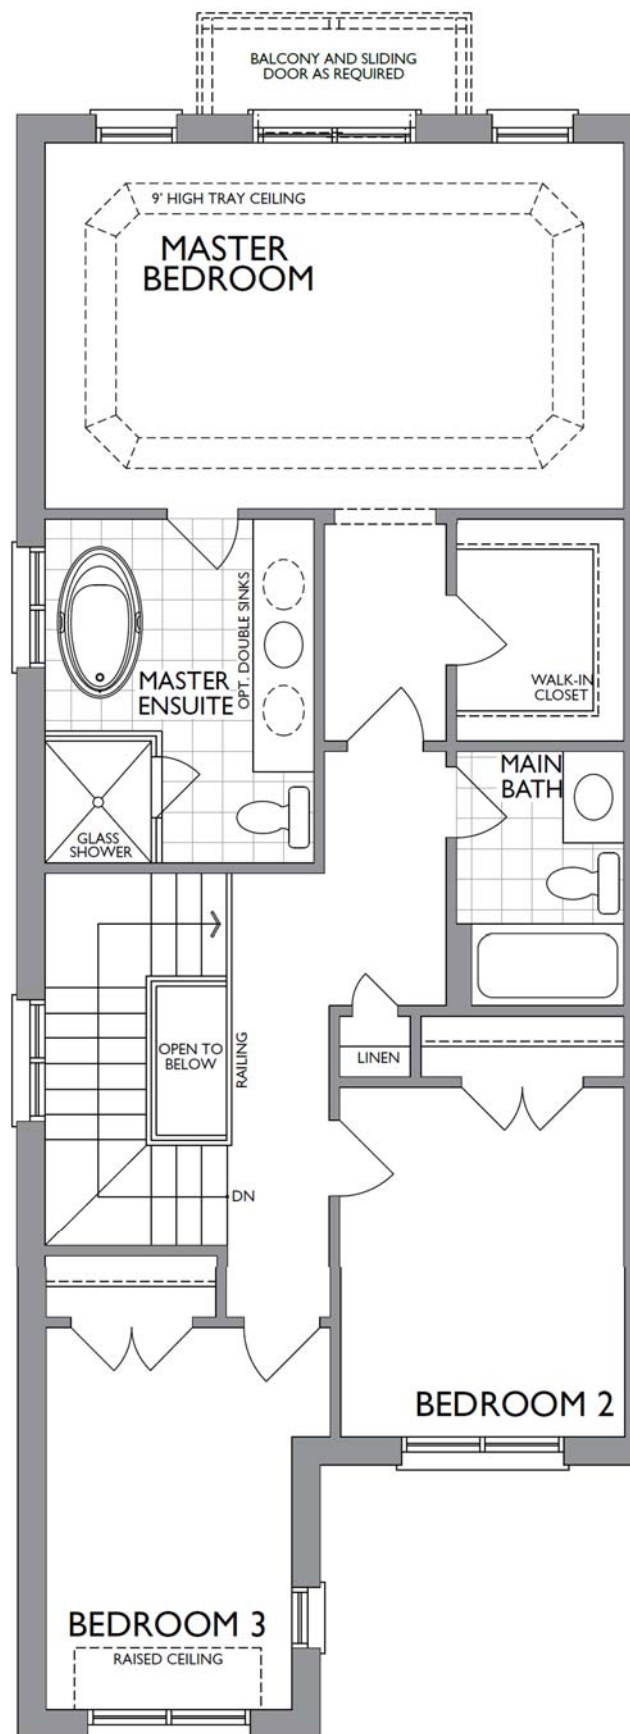 BALCONY AND SLIDING
DOOR AS REQUIRED
9' HIGH TRAY CEILING
MASTER
BEDROOM
OPT. DOUBLE SINKS
MASTER
ENSUITE
WALK-IN
CLOSET
MAIN
BATH
GLASS
SHOWER
OPEN TO
BELOW
RAILING
LINEN
DN
BEDROOM 2
BEDROOM 3
RAISED CEILING